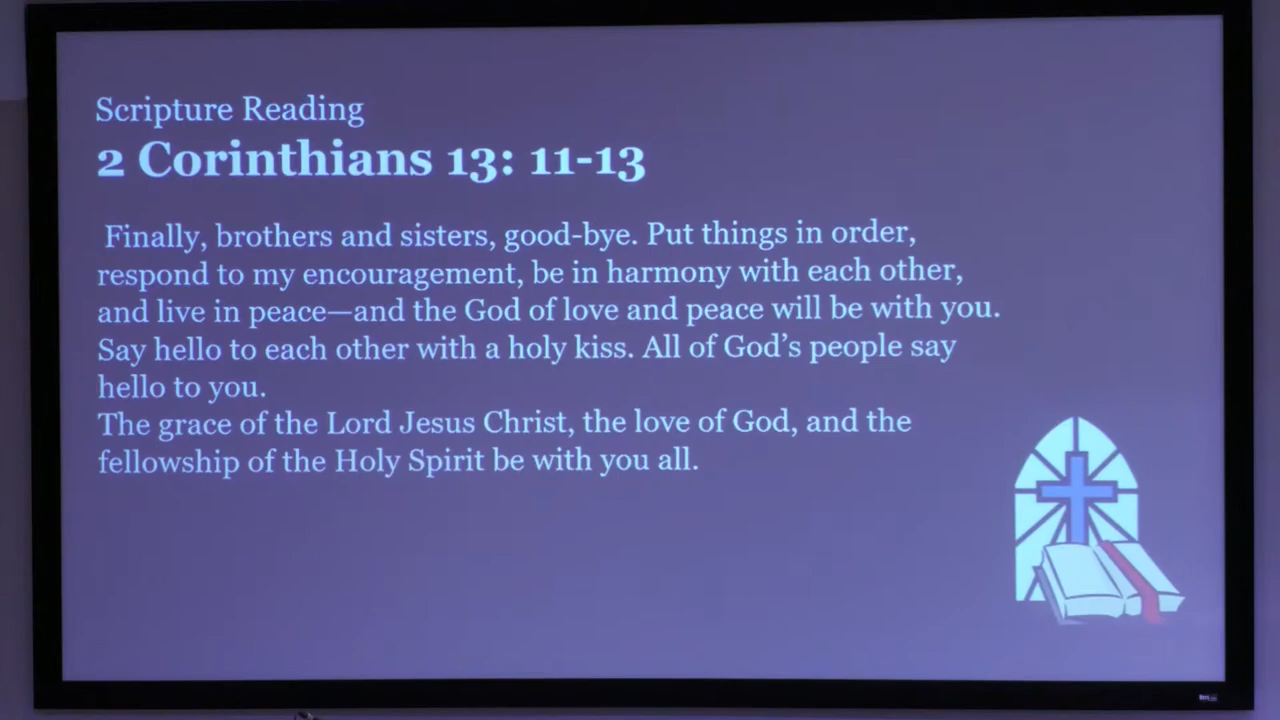 Scripture Reading
2 Corinthians 13: 11-13
Finally, brothers and sisters, good-bye. Put things in order,
respond to my encouragement, be in harmony with each other,
and live in peace—and the God of love and peace will be with you.
Say hello to each other with a holy kiss. All of God's people say
hello to you.
The grace of the Lord Jesus Christ, the love of God, and the
fellowship of the Holy Spirit be with you all.